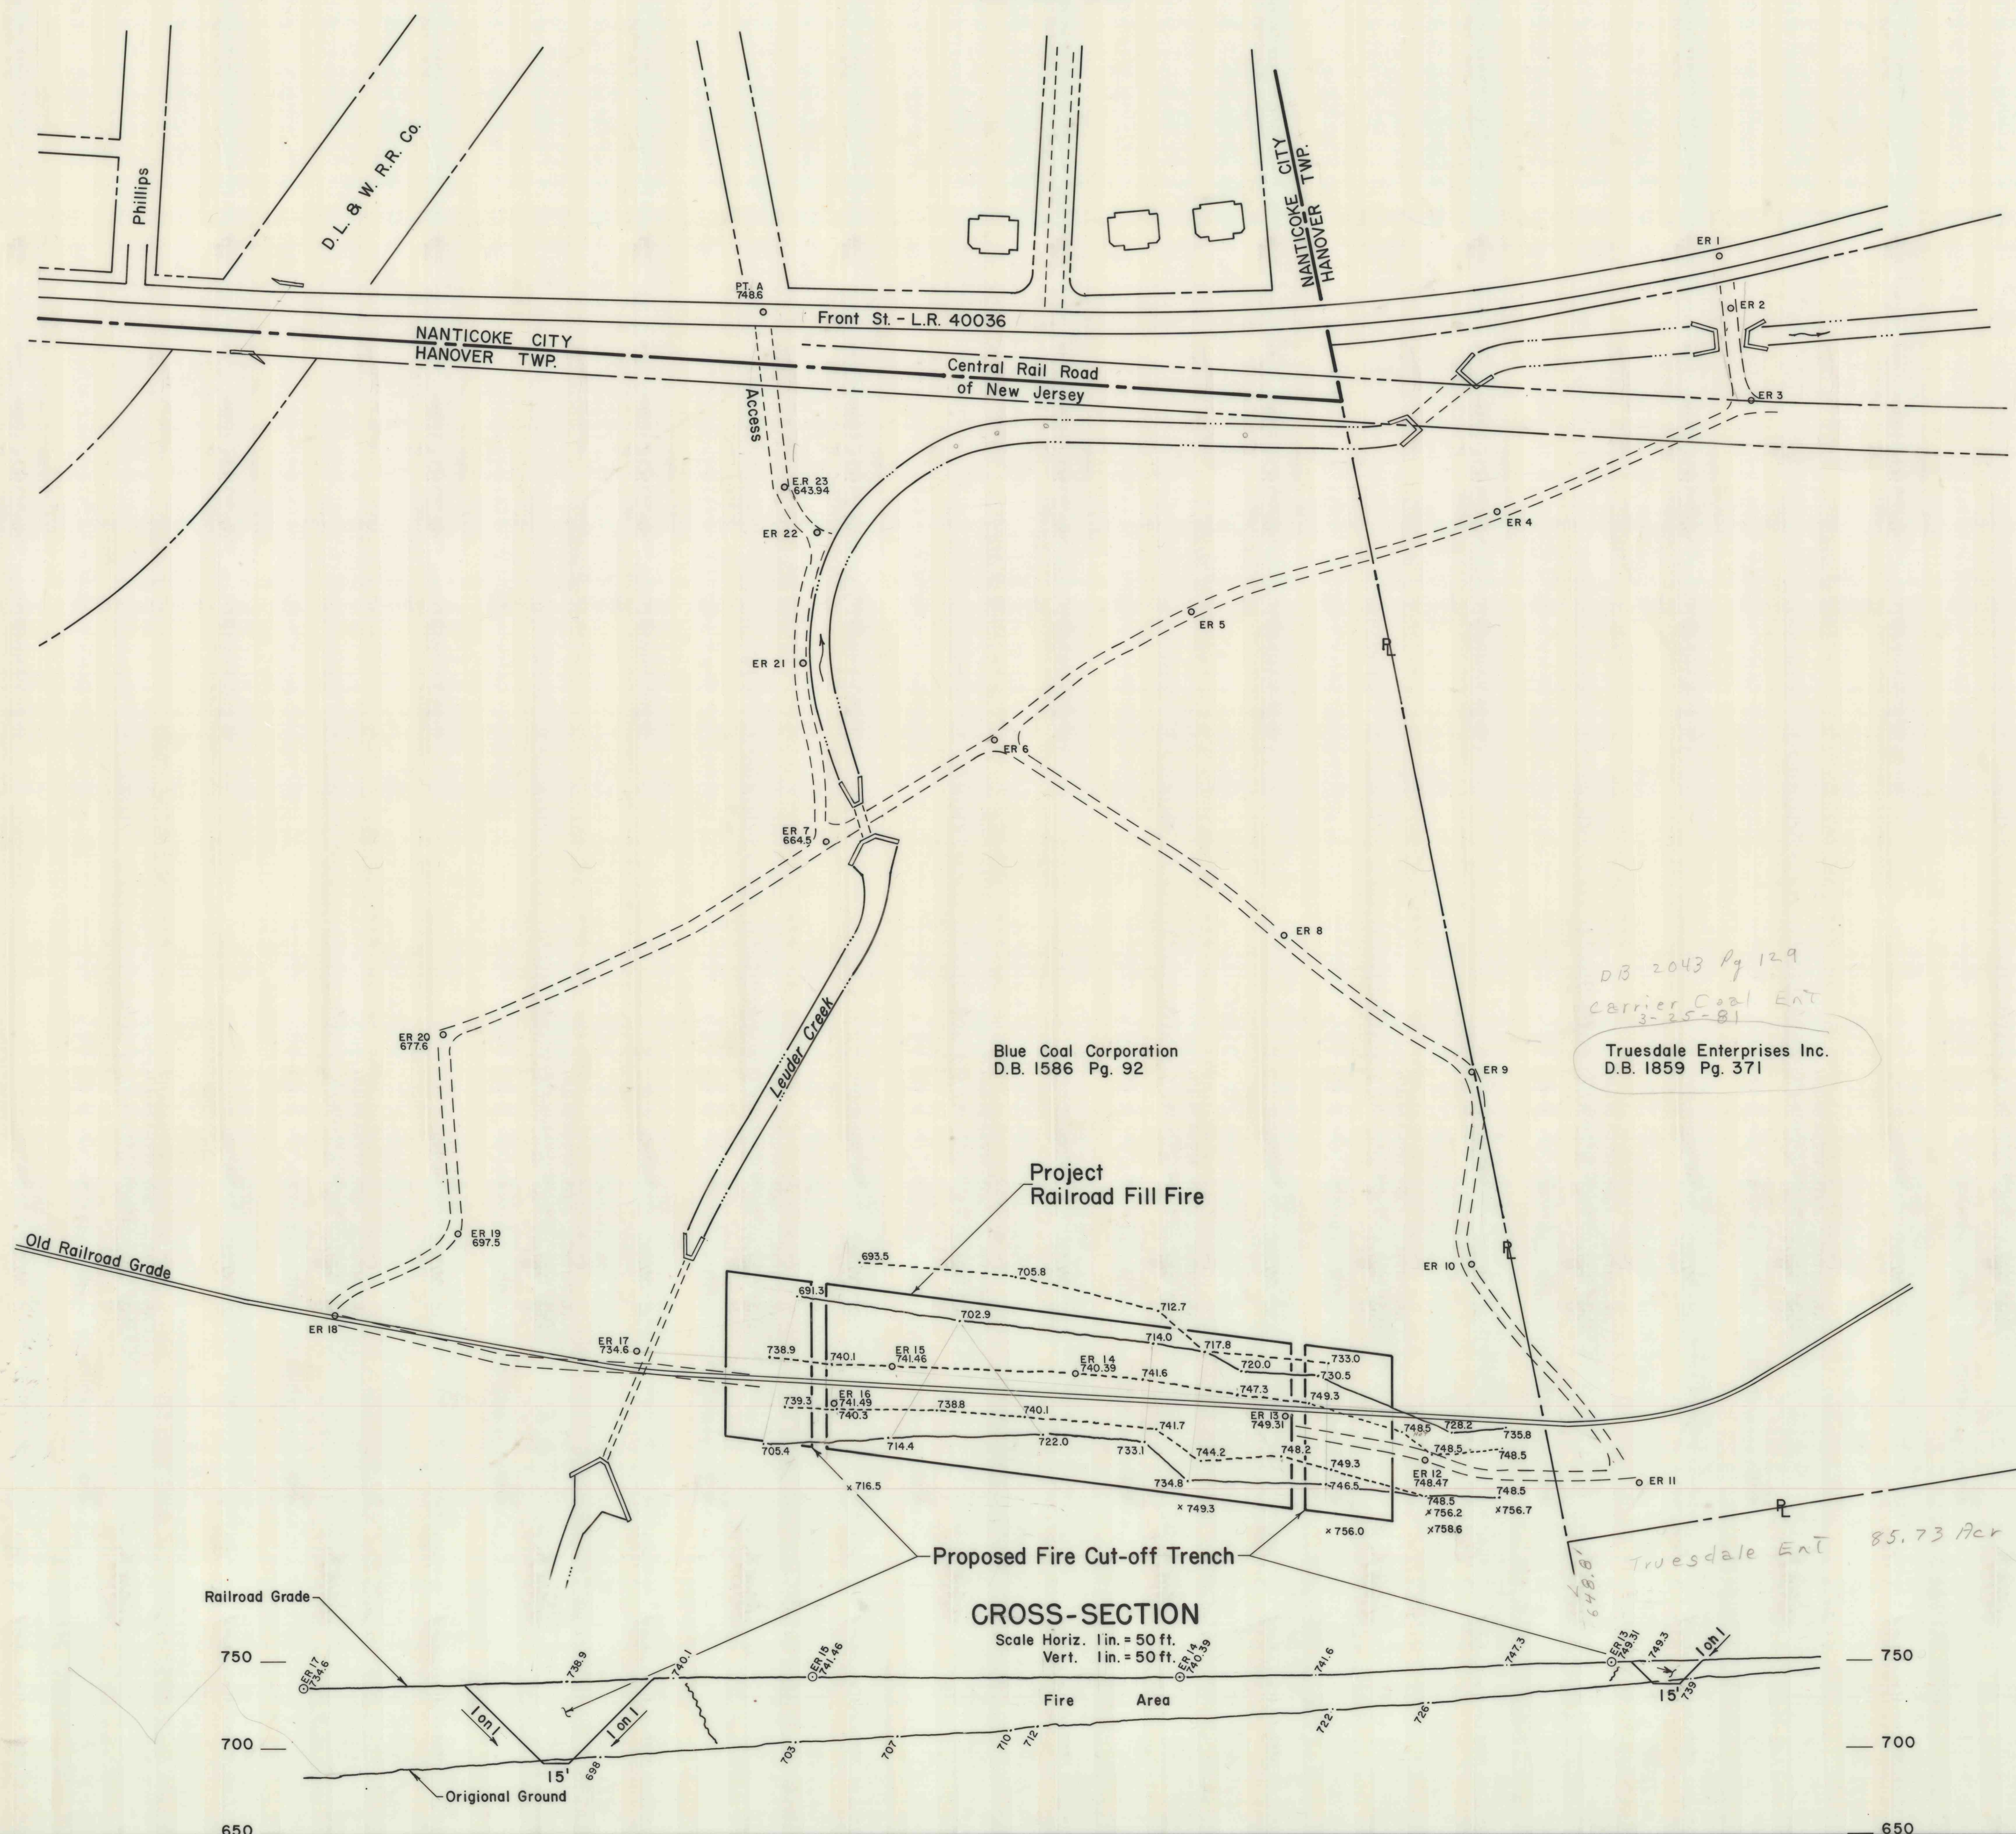 Phillips
D. L. & W. R.R. Co.
NANTICOKE CITY
HANOVER TWP.
ER 1
PT. A
748.6
Front St. - L.R. 40036
ER 2
NANTICOKE CITY
HANOVER TWP.
Central Rail Road
of New Jersey
ER 3
Access
E.R 23
643.94
ER 22
ER 4
ER 5
PL
ER 21
ER 6
ER 7
664.5
ER 8
DB 2043 Pg 129
Carrier Coal Ent
3-25-81
ER 20
677.6
Leuder Creek
Blue Coal Corporation
D.B. 1586 Pg. 92
Truesdale Enterprises Inc.
D.B. 1859 Pg. 371
ER 9
Project
Railroad Fill Fire
ER 19
697.5
Old Railroad Grade
PL
ER 10
693.5
705.8
691.3
702.9
712.7
ER 18
ER 17
734.6
738.9
740.1
ER 15
741.46
ER 14
740.39
741.6
714.0
717.8
720.0
733.0
730.5
747.3
749.3
739.3
ER 16
741.49
740.3
738.8
740.1
741.7
ER 13
749.31
748.5
728.2
735.8
705.4
714.4
722.0
733.1
744.2
748.2
749.3
748.5
748.5
734.8
746.5
ER 12
748.47
748.5
748.5
ER 11
x 716.5
x 749.3
x756.2
x756.7
x 756.0
x758.6
PL
Proposed Fire Cut-off Trench
Truesdale Ent 85.73 Acr
648.8'
Railroad Grade
CROSS-SECTION
Scale Horiz. 1 in. = 50 ft.
Vert. 1 in. = 50 ft.
750
ER 17
734.6
738.9
740.1
ER 15
741.46
ER 14
740.39
741.6
747.3
ER 13
749.31
749.3
1 on 1
750
1 on 1
1 on 1
Fire Area
15'
739
700
15'
698
703
707
710
712
722
726
700
Origional Ground
650
650